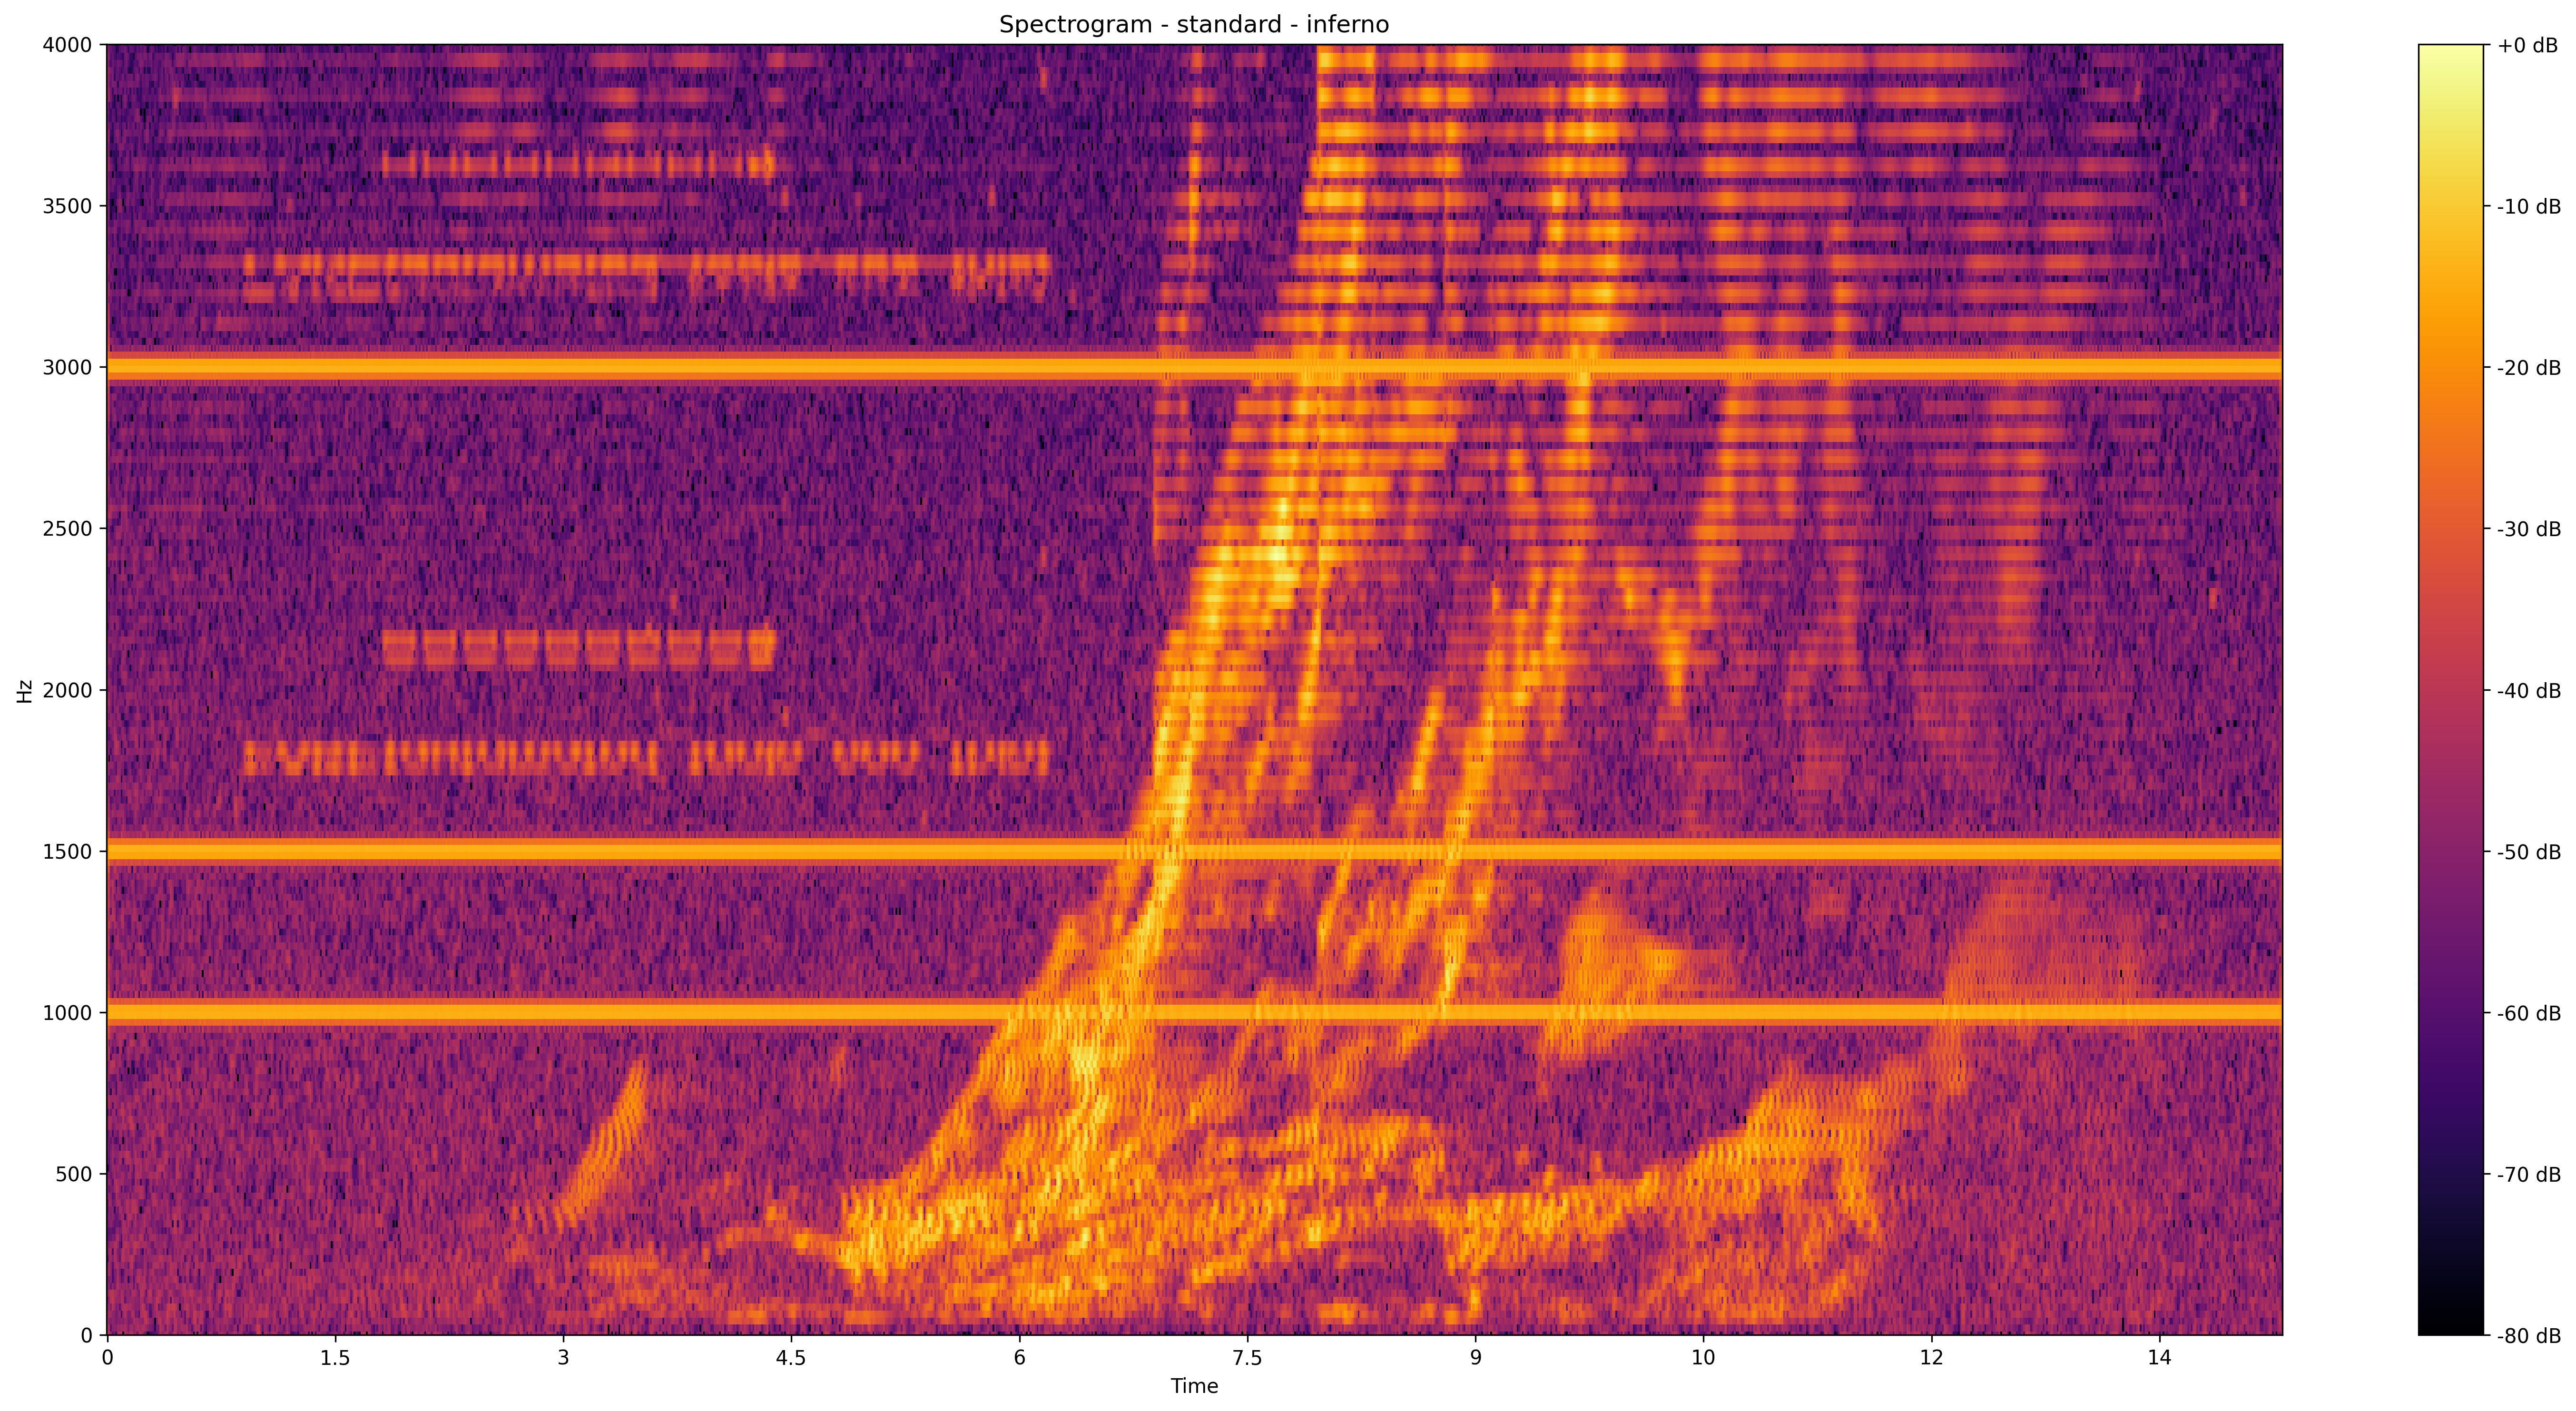 Spectrogram - standard - inferno
4000
3500
3000
2500
2000
1500
1000
500
0
Hz
0 1.5 3 4.5 6 7.5 9 10 12 14
Time
+0 dB
-10 dB
-20 dB
-30 dB
-40 dB
-50 dB
-60 dB
-70 dB
-80 dB